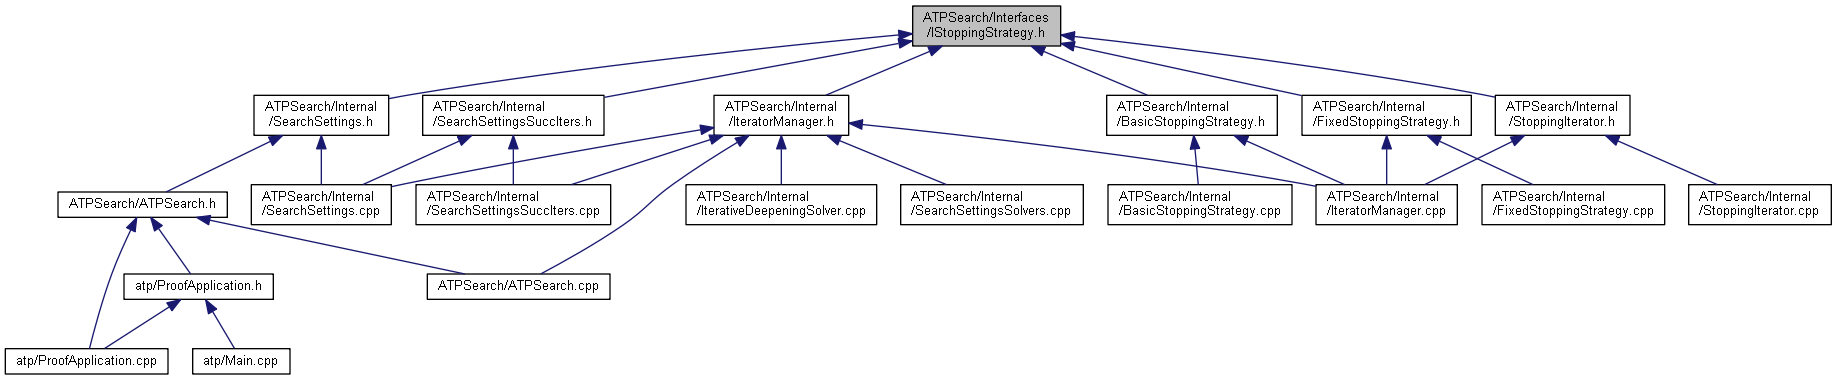 ATPSearch/Interfaces
/IStoppingStrategy.h
ATPSearch/Internal
/SearchSettings.h
ATPSearch/Internal
/SearchSettingsSuccIters.h
ATPSearch/Internal
/IteratorManager.h
ATPSearch/Internal
/BasicStoppingStrategy.h
ATPSearch/Internal
/FixedStoppingStrategy.h
ATPSearch/Internal
/StoppingIterator.h
ATPSearch/ATPSearch.h
ATPSearch/Internal
/SearchSettings.cpp
ATPSearch/Internal
/SearchSettingsSuccIters.cpp
ATPSearch/Internal
/IterativeDeepeningSolver.cpp
ATPSearch/Internal
/SearchSettingsSolvers.cpp
ATPSearch/Internal
/BasicStoppingStrategy.cpp
ATPSearch/Internal
/IteratorManager.cpp
ATPSearch/Internal
/FixedStoppingStrategy.cpp
ATPSearch/Internal
/StoppingIterator.cpp
atp/ProofApplication.h
ATPSearch/ATPSearch.cpp
atp/ProofApplication.cpp
atp/Main.cpp